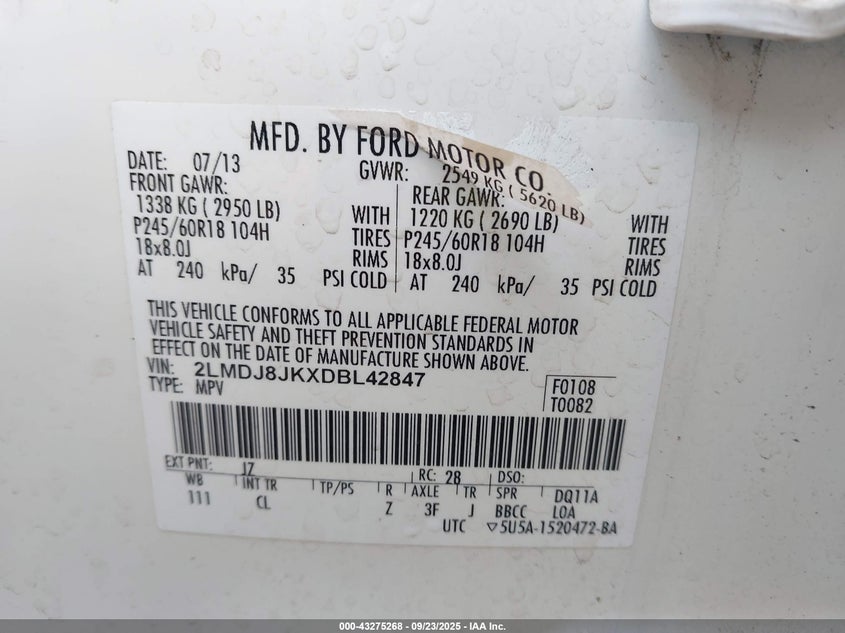 MFD. BY FORD MOTOR CO.
DATE: 07/13 GVWR: 2549 KG ( 5620 LB)
FRONT GAWR: REAR GAWR:
1338 KG ( 2950 LB) WITH 1220 KG ( 2690 LB) WITH
P245/60R18 104H TIRES P245/60R18 104H TIRES
18x8.0J RIMS 18x8.0J RIMS
AT 240 kPa/ 35 PSI COLD AT 240 kPa/ 35 PSI COLD
THIS VEHICLE CONFORMS TO ALL APPLICABLE FEDERAL MOTOR
VEHICLE SAFETY AND THEFT PREVENTION STANDARDS IN
EFFECT ON THE DATE OF MANUFACTURE SHOWN ABOVE.
VIN: 2LMDJ8JKXDBL42847
TYPE: MPV
F0108
T0082
EXT PNT: JZ RC: 28 DSO:
WB INT TR TP/PS R AXLE TR SPR DQ11A
111 CL Z 3F J BBCC LOA
UTC ▽5U5A-1520472-BA
000-43275268 - 09/23/2025 - IAA Inc.